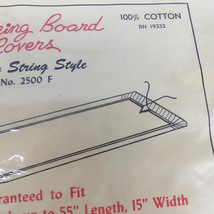 ning Board
100% COTTON
RN 19332
Covers
String Style
No. 2500 F
aranteed to Fit
up to 55" Length, 15" Width